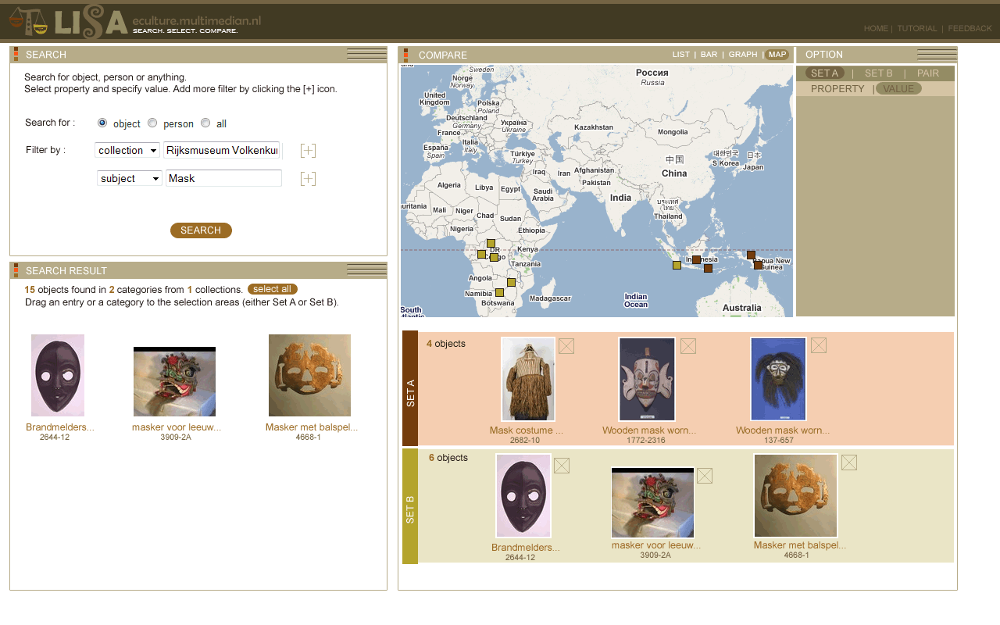 LISA eculture.multimedian.nl
SEARCH. SELECT. COMPARE.
HOME | TUTORIAL | FEEDBACK
SEARCH
Search for object, person or anything.
Select property and specify value. Add more filter by clicking the [+] icon.
Search for : object person all
Filter by : collection Rijksmuseum Volkenkur [+]
subject Mask [+]
SEARCH
SEARCH RESULT
15 objects found in 2 categories from 1 collections. select all
Drag an entry or a category to the selection areas (either Set A or Set B).
Brandmelders...
2644-12
masker voor leeuw...
3909-2A
Masker met balspel...
4668-1
COMPARE
LIST | BAR | GRAPH | MAP
Sweden
Norge
Norway
Россия
Russia
United
Kingdom
Polska
Poland
Deutschland
Germany
Україна
Ukraine
France
Kazakhstan
Mongolia
Italia
Italy
España
Spain
Türkiye
Turkey
中国
China
대한민국
S Korea
日本
Japan
Iraq
Iran
Afghanistan
Pakistan
Algeria
Libya
Egypt
Saudi
Arabia
India
ประเทศ
ไทย
Thailand
uritania
Mali
Niger
Chad
Sudan
Nigeria
Ethiopia
DR
Congo
Kenya
Tanzania
Indonesia
Papua New
Guinea
Angola
Namibia
Botswana
Madagascar
Indian
Ocean
South
Atlantic
Australia
OPTION
SET A | SET B | PAIR
PROPERTY | VALUE
SET A
4 objects
Mask costume ...
2682-10
Wooden mask worn...
1772-2316
Wooden mask worn...
137-657
SET B
6 objects
Brandmelders...
2644-12
masker voor leeuw...
3909-2A
Masker met balspel...
4668-1